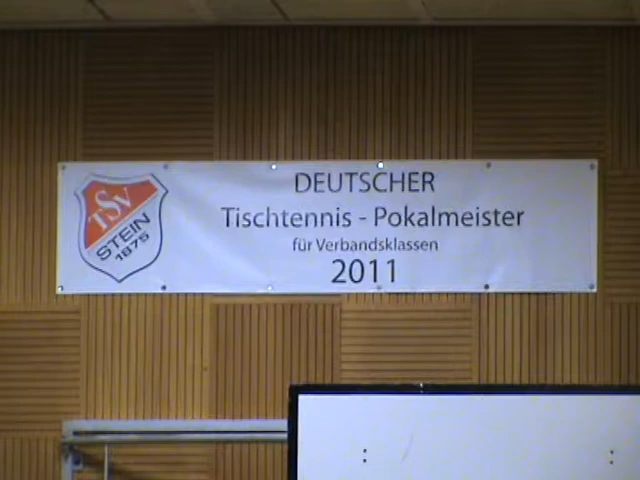 TSV
STEIN
1875
DEUTSCHER
Tischtennis - Pokalmeister
für Verbandsklassen
2011